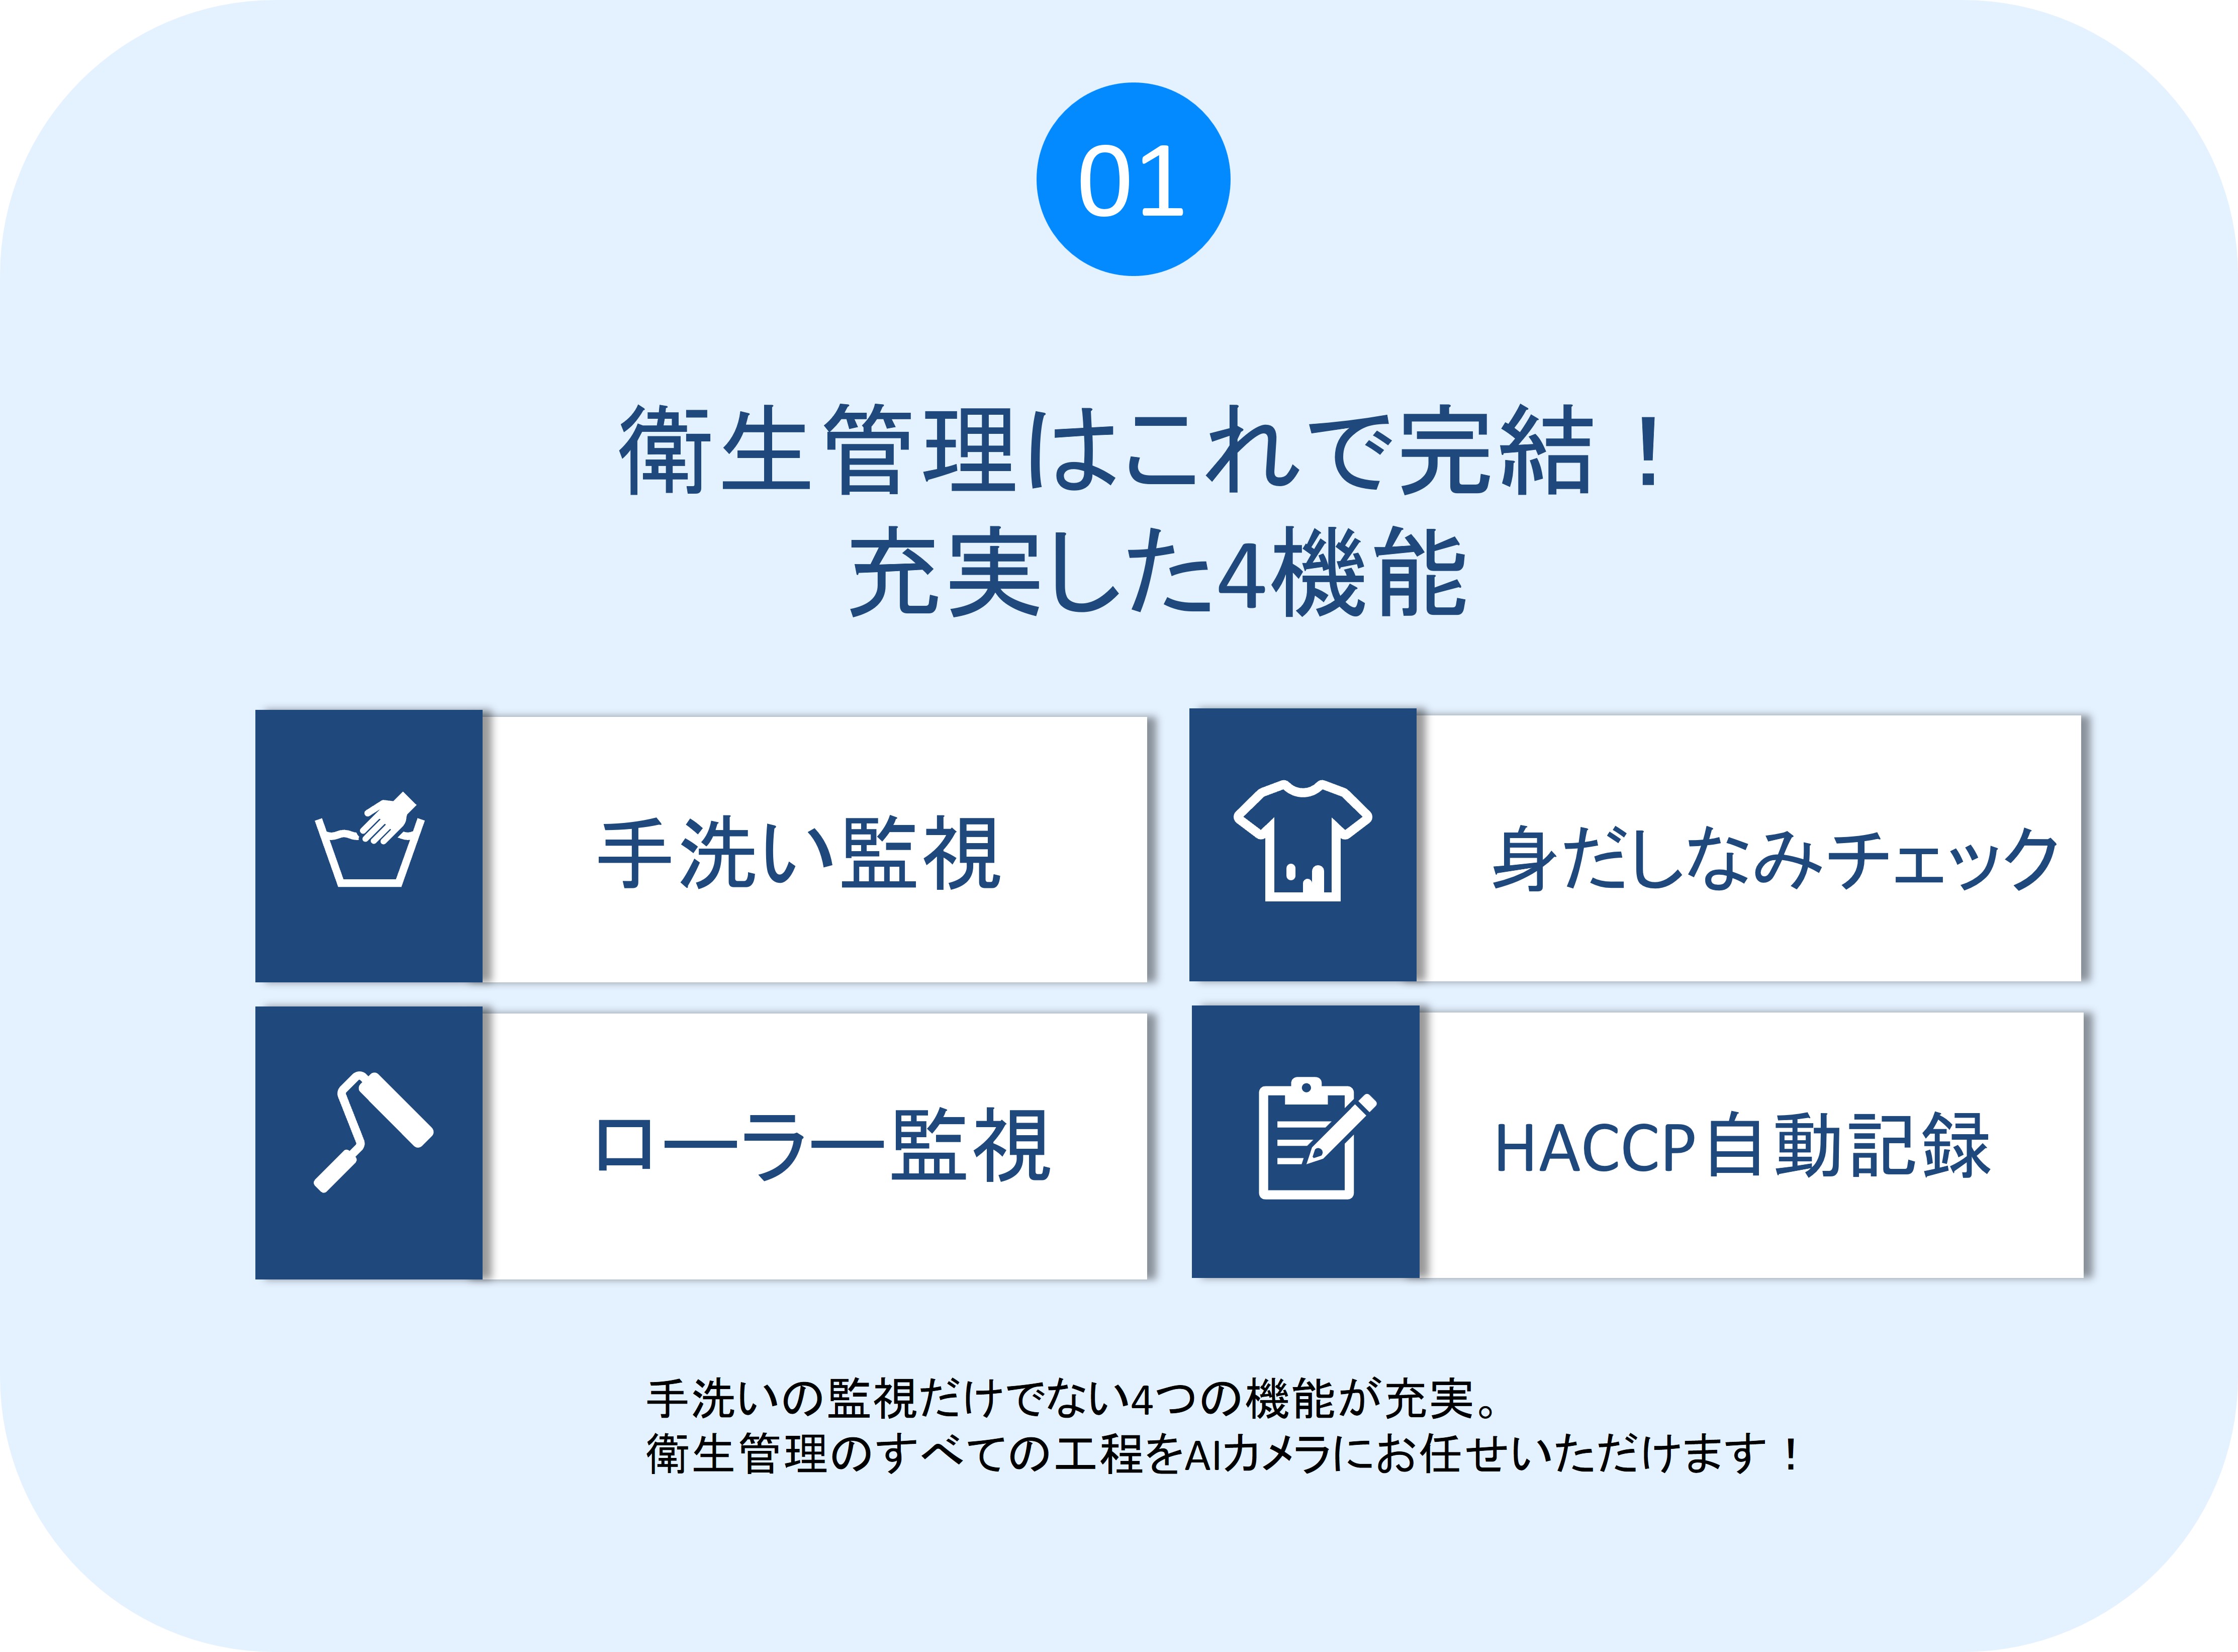 01
衛生管理はこれで完結！
充実した4機能
手洗い監視
身だしなみチェック
ローラー監視
HACCP自動記録
手洗いの監視だけでない4つの機能が充実。
衛生管理のすべての工程をAIカメラにお任せいただけます！